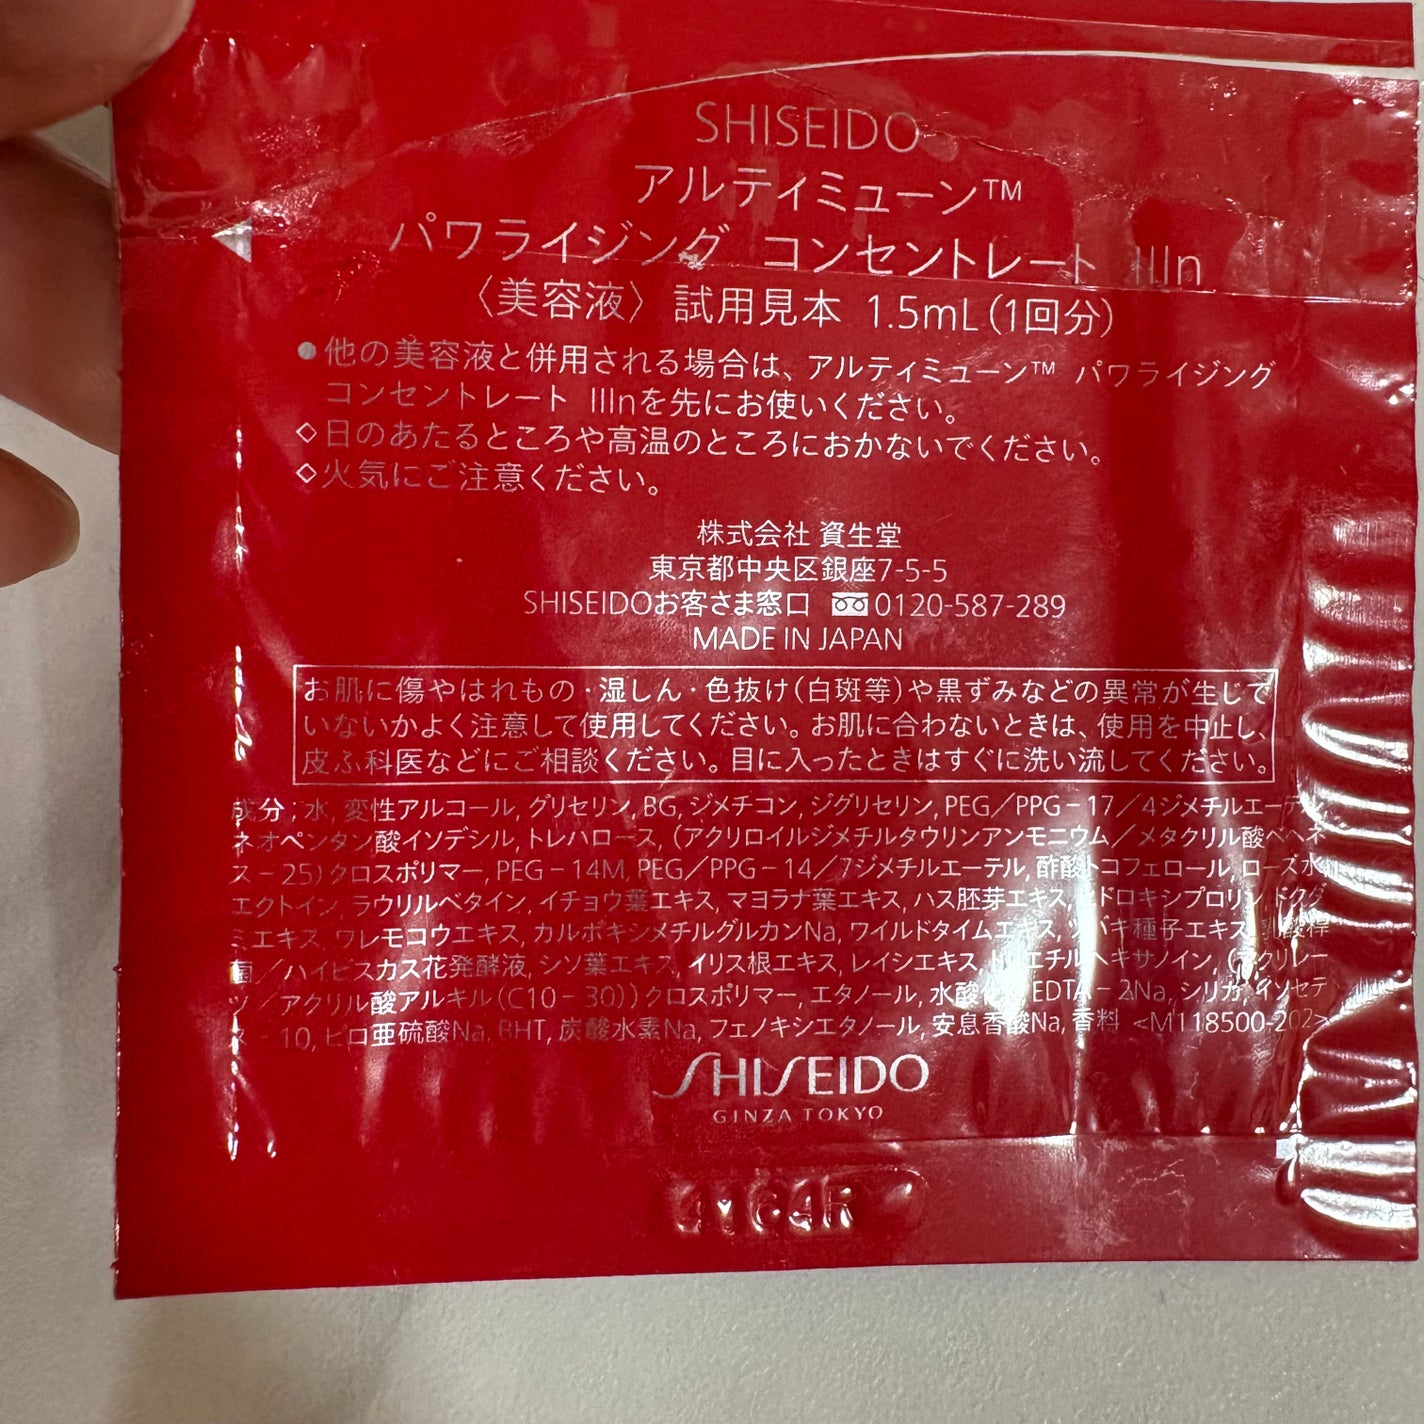 SHISEIDO
アルティミューン™
パワライジング コンセントレート IIIn
〈美容液〉試用見本 1.5mL(1回分)
●他の美容液と併用される場合は、アルティミューン™ パワライジング
コンセントレート IIInを先にお使いください。
◇日のあたるところや高温のところにおかないでください。
◇火気にご注意ください。
株式会社 資生堂
東京都中央区銀座7-5-5
SHISEIDOお客さま窓口 0120-587-289
MADE IN JAPAN
お肌に傷やはれもの・湿しん・色抜け(白斑等)や黒ずみなどの異常が生じて
いないかよく注意して使用してください。お肌に合わないときは、使用を中止し、
皮ふ科医などにご相談ください。目に入ったときはすぐに洗い流してください。
成分;水, 変性アルコール, グリセリン, BG, ジメチコン, ジグリセリン, PEG/PPG-17/4ジメチルエーテル,
ネオペンタン酸イソデシル, トレハロース, (アクリロイルジメチルタウリンアンモニウム/メタクリル酸ベヘネ
ス-25)クロスポリマー, PEG-14M, PEG/PPG-14/7ジメチルエーテル, 酢酸トコフェロール, ローズ水,
エクトイン, ラウリルベタイン, イチョウ葉エキス, マヨラナ葉エキス, ハス胚芽エキス, ヒドロキシプロリン, ドクダ
ミエキス, ワレモコウエキス, カルボキシメチルグルカンNa, ワイルドタイムエキス, ツバキ種子エキス, 乳酸桿
菌/ハイビスカス花発酵液, シソ葉エキス, イリス根エキス, レイシエキス, トリエチルヘキサノイン, (アクリレー
ツ/アクリル酸アルキル(C10-30))クロスポリマー, エタノール, EDTA-2Na, シリカ, イソセテ
ス-10, ピロ亜硫酸Na, BHT, 炭酸水素Na, フェノキシエタノール, 安息香酸Na, 香料 <M118500-202>
SHISEIDO
GINZA TOKYO